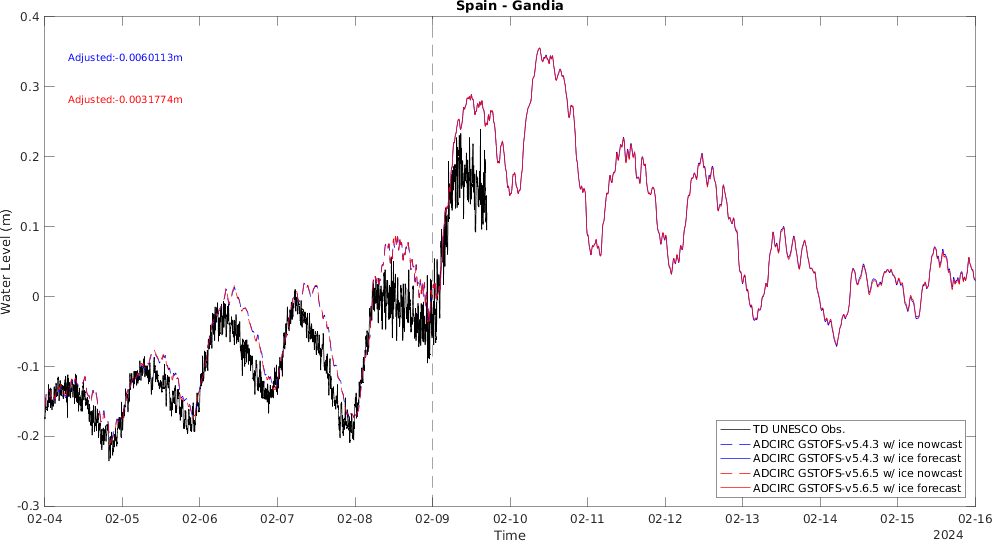 Spain - Gandia
0.4
0.3
0.2
0.1
0
-0.1
-0.2
-0.3
Water Level (m)
Adjusted:-0.0060113m
Adjusted:-0.0031774m
TD UNESCO Obs.
ADCIRC GSTOFS-v5.4.3 w/ ice nowcast
ADCIRC GSTOFS-v5.4.3 w/ ice forecast
ADCIRC GSTOFS-v5.6.5 w/ ice nowcast
ADCIRC GSTOFS-v5.6.5 w/ ice forecast
02-04 02-05 02-06 02-07 02-08 02-09 02-10 02-11 02-12 02-13 02-14 02-15 02-16
Time
2024